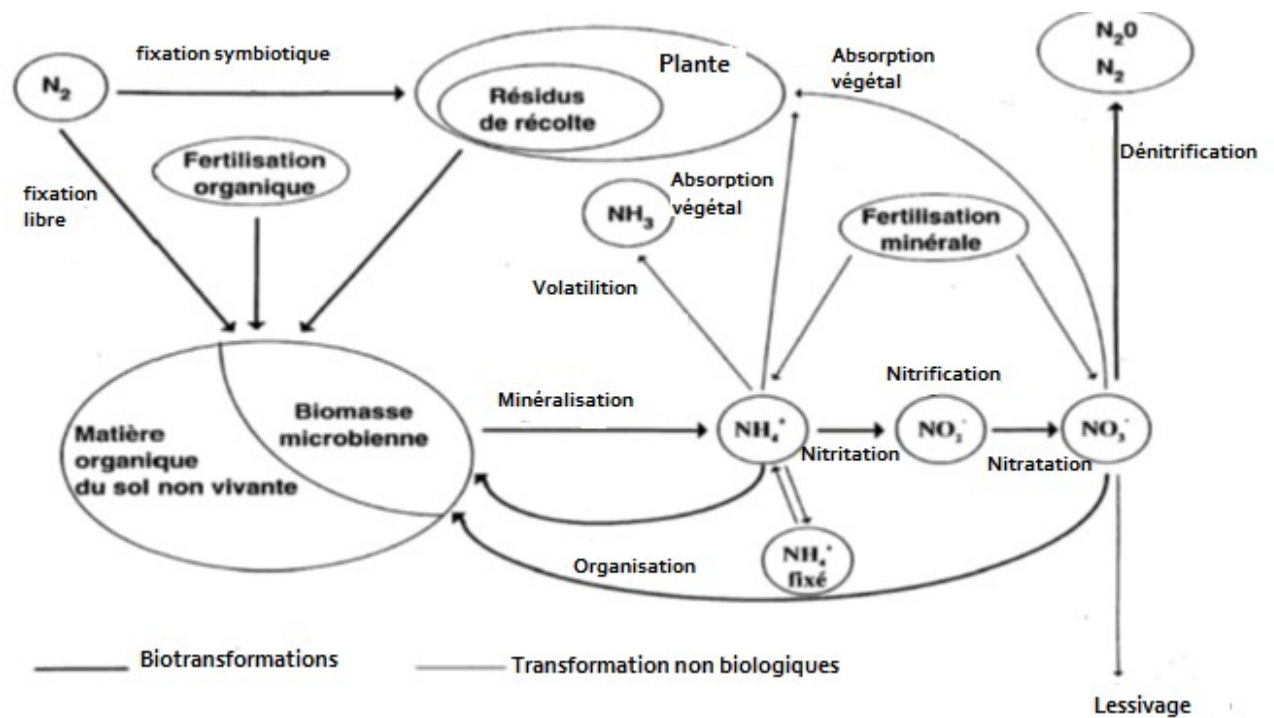 fixation symbiotique
N₂
Plante
Résidus
de récolte
Absorption
végétal
N₂0
N₂
Dénitrification
Fertilisation
organique
fixation
libre
NH₃
Absorption
végétal
Fertilisation
minérale
Volatilition
Nitrification
Minéralisation
Biomasse
microbienne
Matière
organique
du sol non vivante
NH₄⁺
Nitritation
NO₂⁻
Nitratation
NO₃⁻
Organisation
NH₄⁺
fixé
Biotransformations
Transformation non biologiques
Lessivage